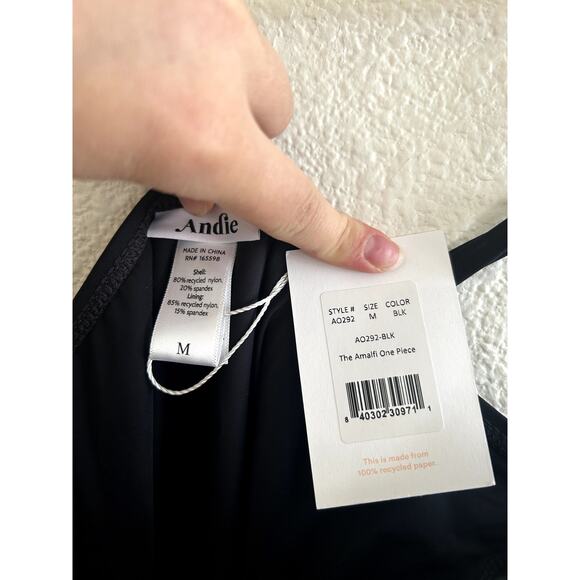 Andie
MADE IN CHINA
RN# 165598
Shell:
80% recycled nylon,
20% spandex
Lining:
85% recycled nylon,
15% spandex
M
STYLE # SIZE COLOR
AO292 M BLK
AO292-BLK
The Amalfi One Piece
8 40302 30971 1
This is made from
100% recycled paper.